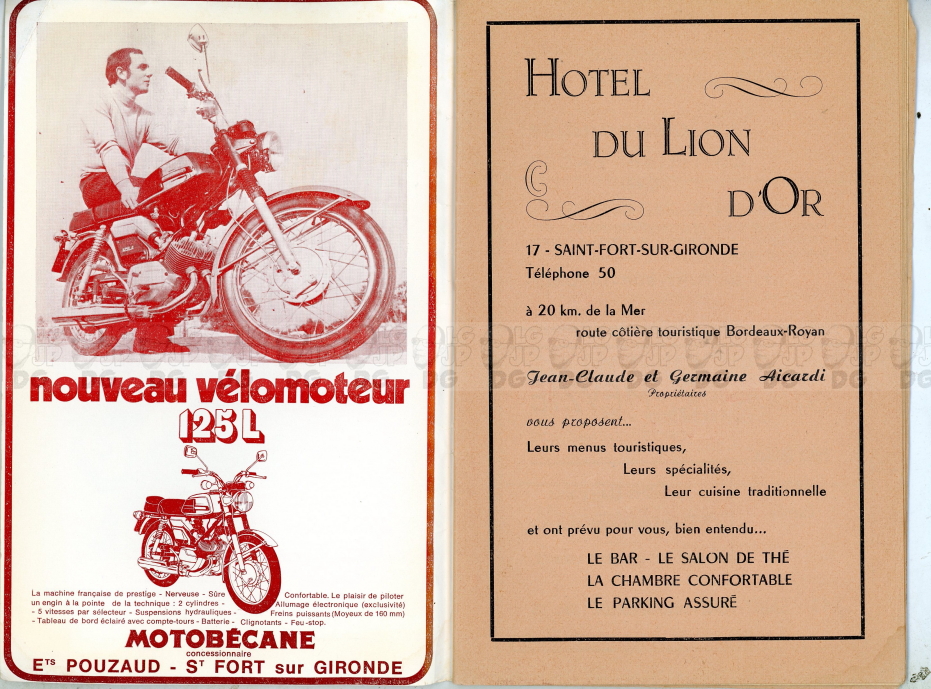 nouveau vélomoteur
125 L
La machine française de prestige - Nerveuse - Sûre
un engin à la pointe de la technique : 2 cylindres -
- 5 vitesses par sélecteur - Suspensions hydrauliques -
- Tableau de bord éclairé avec compte-tours - Batterie - Clignotants - Feu-stop.
Confortable. Le plaisir de piloter
Allumage électronique (exclusivité)
Freins puissants (Moyeux de 160 mm)
MOTOBÉCANE
concessionnaire
ETS POUZAUD - ST FORT sur GIRONDE
HOTEL
DU LION
D'OR
17 - SAINT-FORT-SUR-GIRONDE
Téléphone 50
à 20 km. de la Mer
route côtière touristique Bordeaux-Royan
Jean-Claude et Germaine Aicardi
Propriétaires
vous proposent...
Leurs menus touristiques,
Leurs spécialités,
Leur cuisine traditionnelle
et ont prévu pour vous, bien entendu...
LE BAR - LE SALON DE THÉ
LA CHAMBRE CONFORTABLE
LE PARKING ASSURÉ